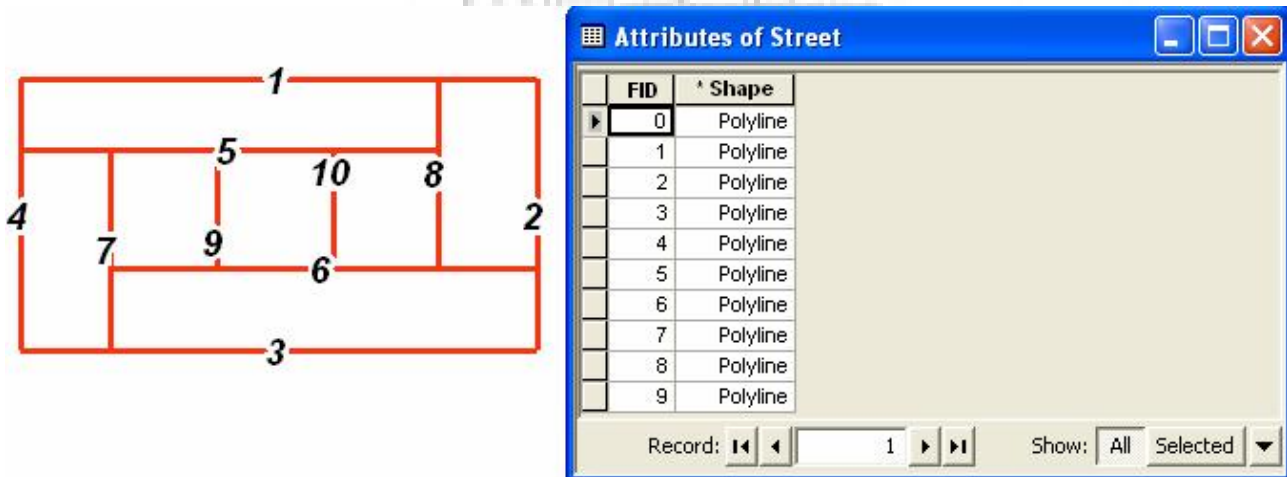 1
5
10
8
4
2
7
9
6
3
Attributes of Street
FID * Shape
0 Polyline
1 Polyline
2 Polyline
3 Polyline
4 Polyline
5 Polyline
6 Polyline
7 Polyline
8 Polyline
9 Polyline
Record: 1 Show: All Selected